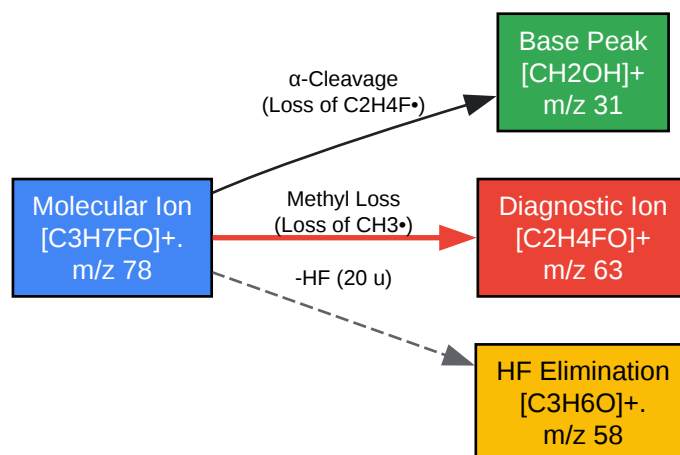 Base Peak
[CH2OH]+
m/z 31
α-Cleavage
(Loss of C2H4F•)
Molecular Ion
[C3H7FO]+.
m/z 78
Methyl Loss
(Loss of CH3•)
Diagnostic Ion
[C2H4FO]+
m/z 63
-HF (20 u)
HF Elimination
[C3H6O]+.
m/z 58